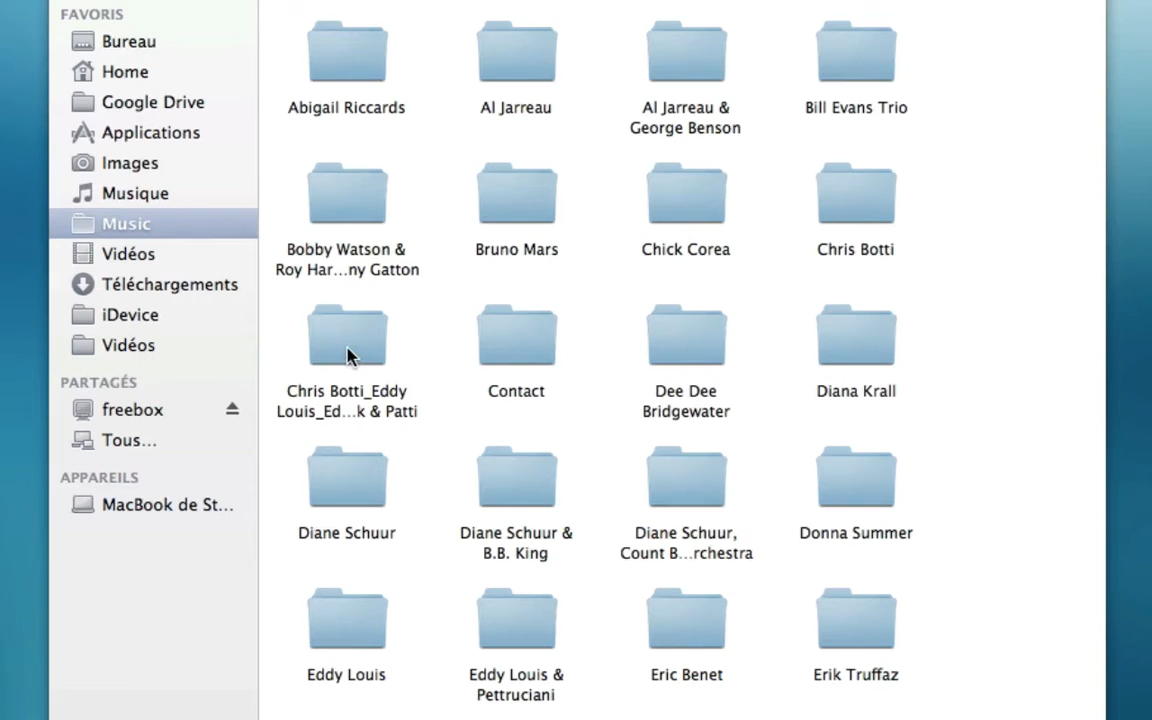 FAVORIS
Bureau
Home
Google Drive
Applications
Images
Musique
Music
Vidéos
Téléchargements
iDevice
Vidéos
PARTAGÉS
freebox
Tous...
APPAREILS
MacBook de St...
Abigail Riccards
Al Jarreau
Al Jarreau &
George Benson
Bill Evans Trio
Bobby Watson &
Roy Har...ny Gatton
Bruno Mars
Chick Corea
Chris Botti
Chris Botti_Eddy
Louis_Ed...k & Patti
Contact
Dee Dee
Bridgewater
Diana Krall
Diane Schuur
Diane Schuur &
B.B. King
Diane Schuur,
Count B...rchestra
Donna Summer
Eddy Louis
Eddy Louis &
Pettruciani
Eric Benet
Erik Truffaz